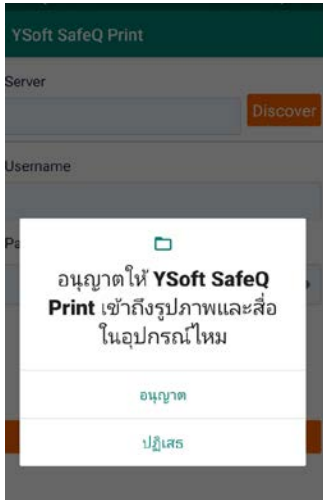 YSoft SafeQ Print
Server
Discover
Username
Pa
อนุญาตให้ YSoft SafeQ
Print เข้าถึงรูปภาพและสื่อ
ในอุปกรณ์ไหม
อนุญาต
ปฏิเสธ